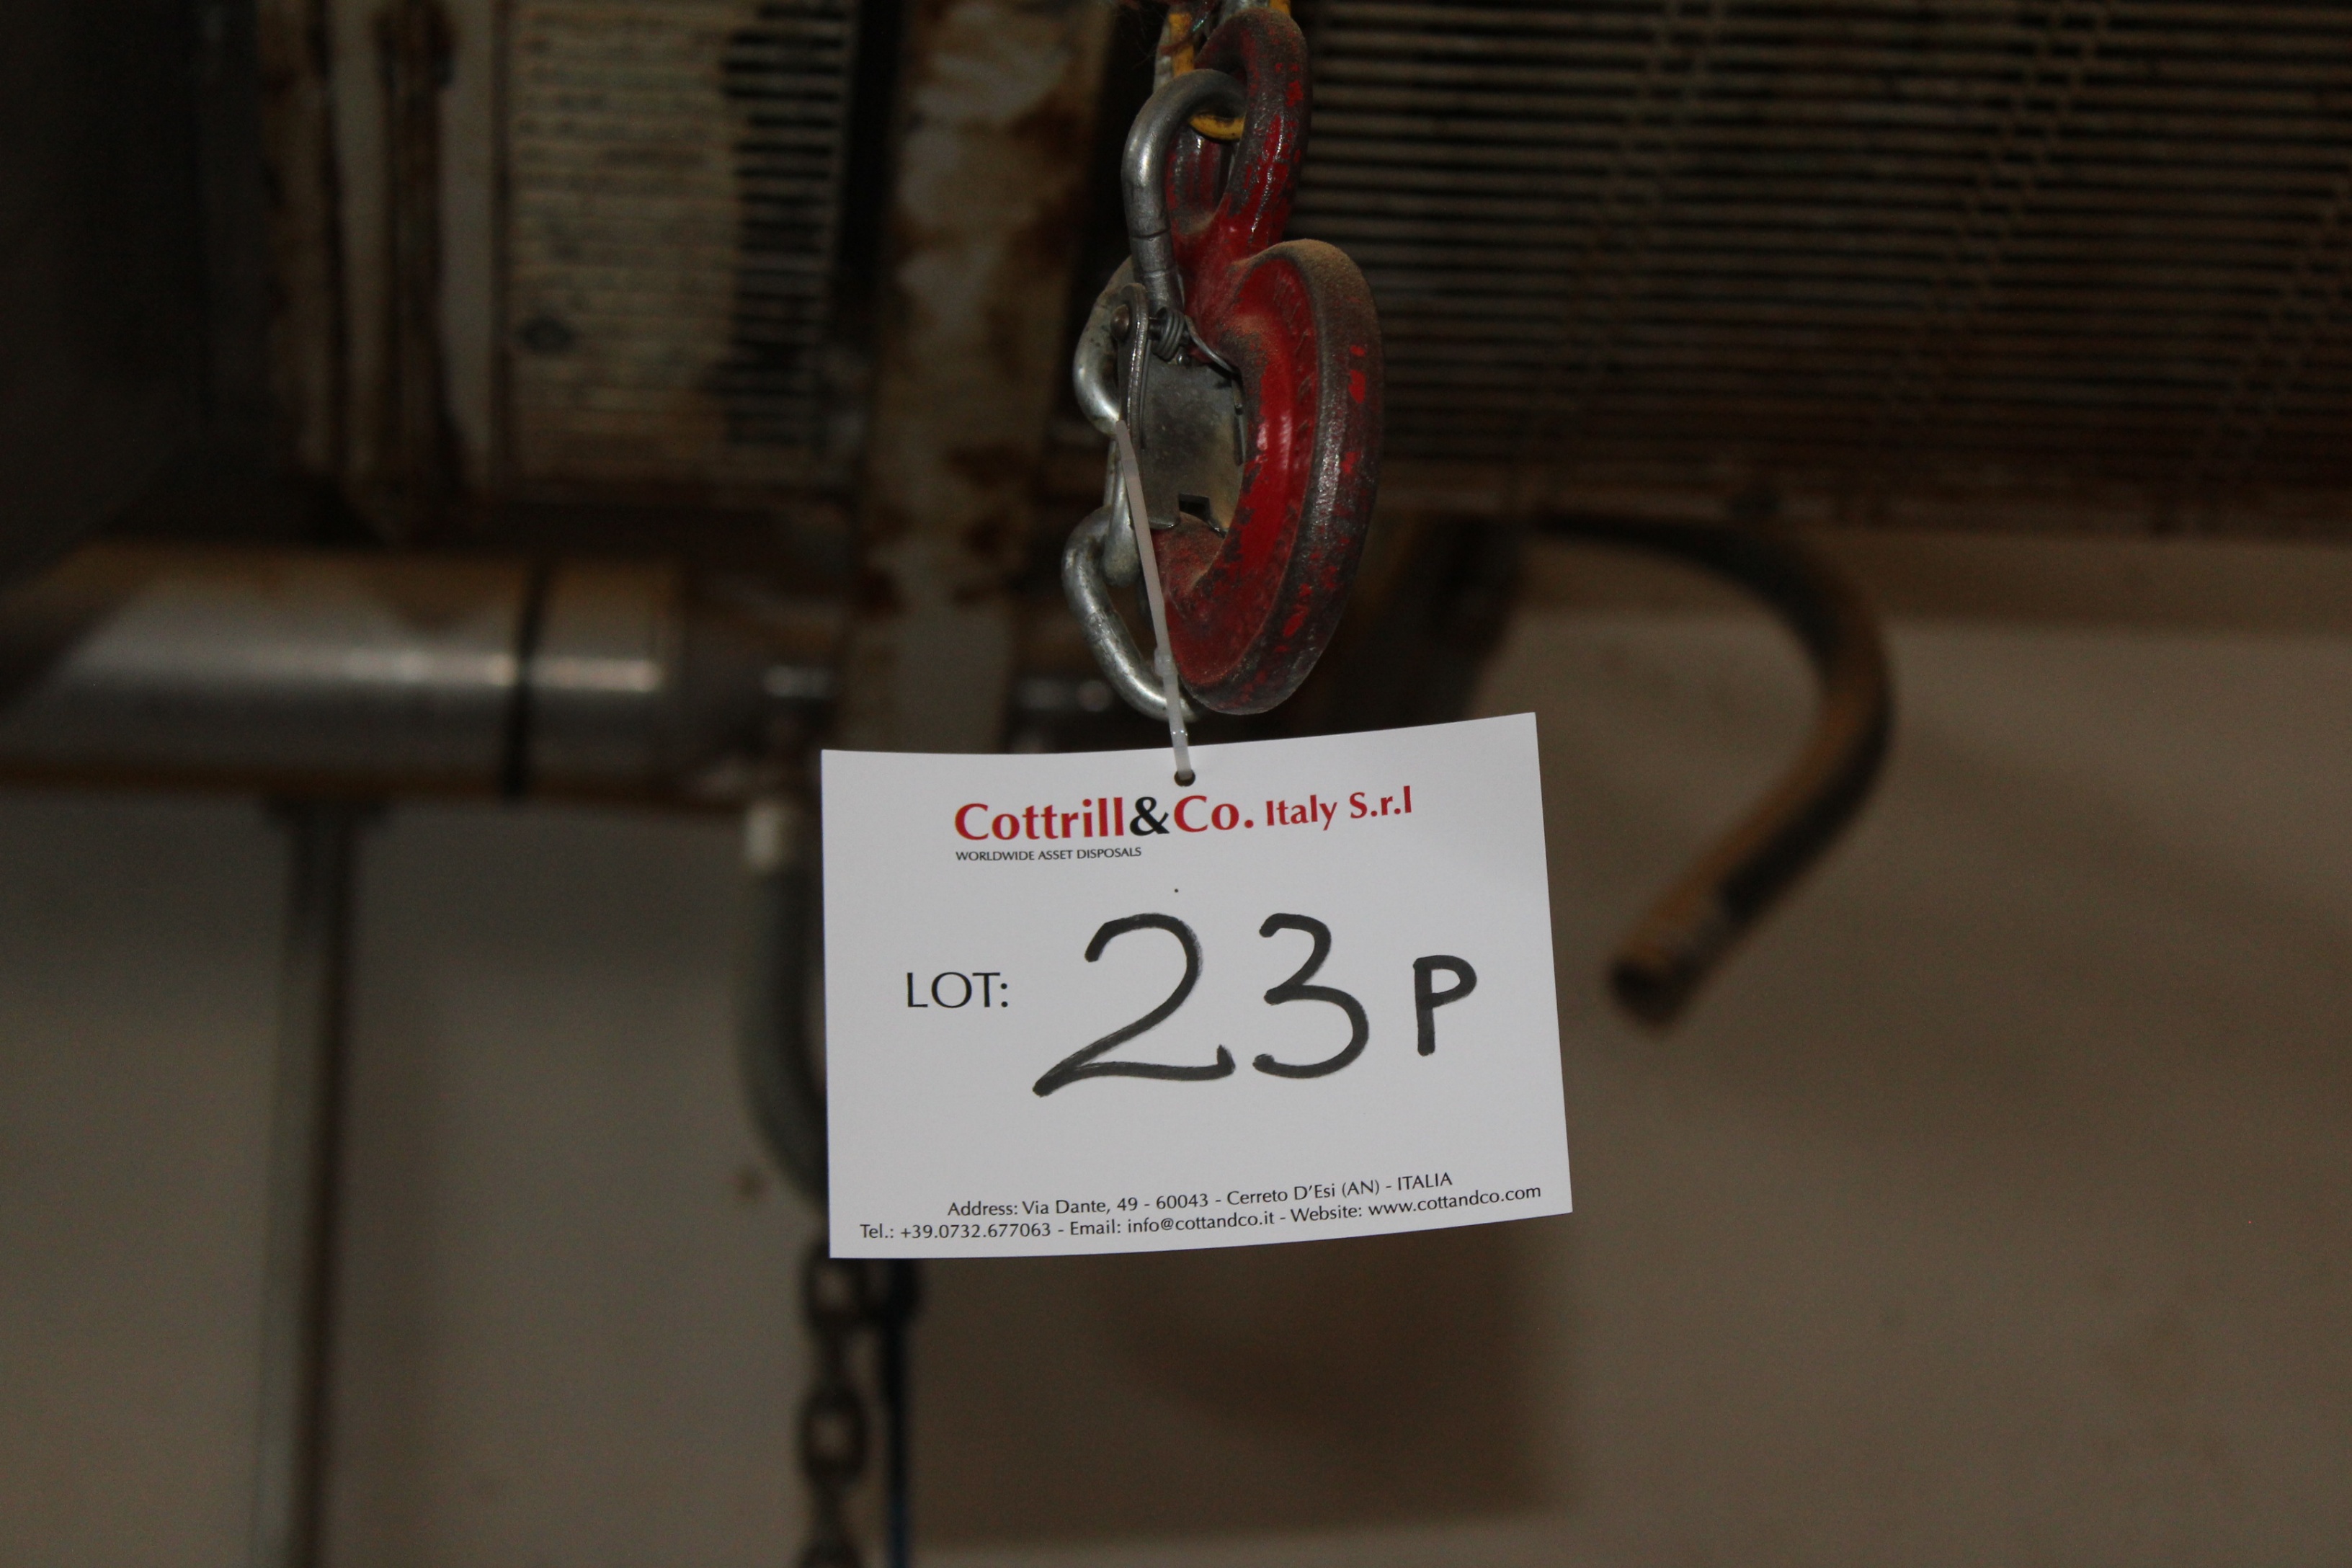 Cottrill&Co. Italy S.r.l
WORLDWIDE ASSET DISPOSALS
LOT: 23P
Address: Via Dante, 49 - 60043 - Cerreto D'Esi (AN) - ITALIA
Tel.: +39.0732.677063 - Email: info@cottandco.it - Website: www.cottandco.com